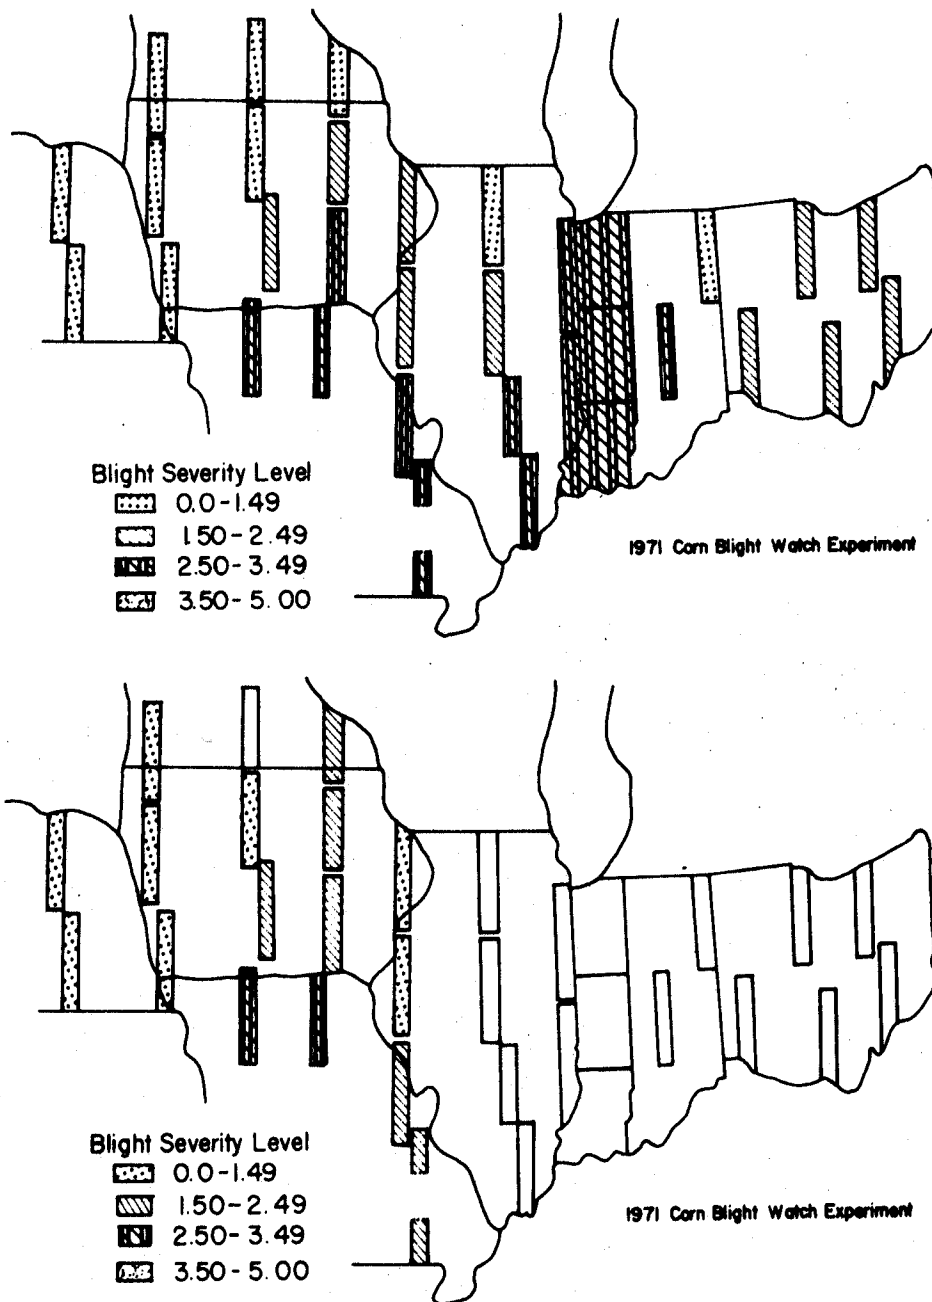 Blight Severity Level
0.0-1.49
1.50-2.49
2.50-3.49
3.50-5.00
1971 Corn Blight Watch Experiment
Blight Severity Level
0.0-1.49
1.50-2.49
2.50-3.49
3.50-5.00
1971 Corn Blight Watch Experiment